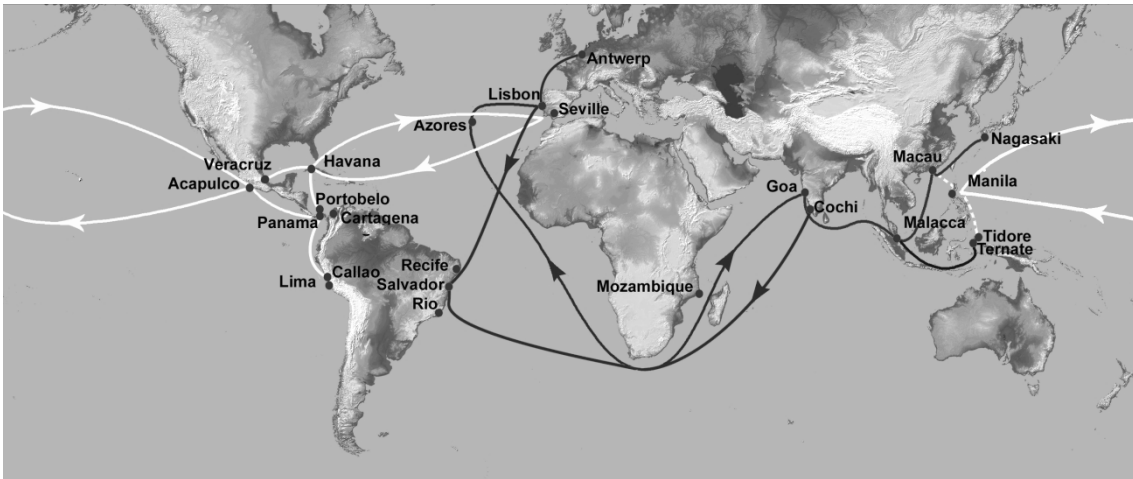 Antwerp
Lisbon
Seville
Azores
Nagasaki
Macau
Havana
Veracruz
Acapulco
Manila
Goa
Portobelo
Cochi
Panama
Cartaqena
Malacca
Tidore
Ternate
Recife
Callao
Lima
Salvador
Mozambique
Rio